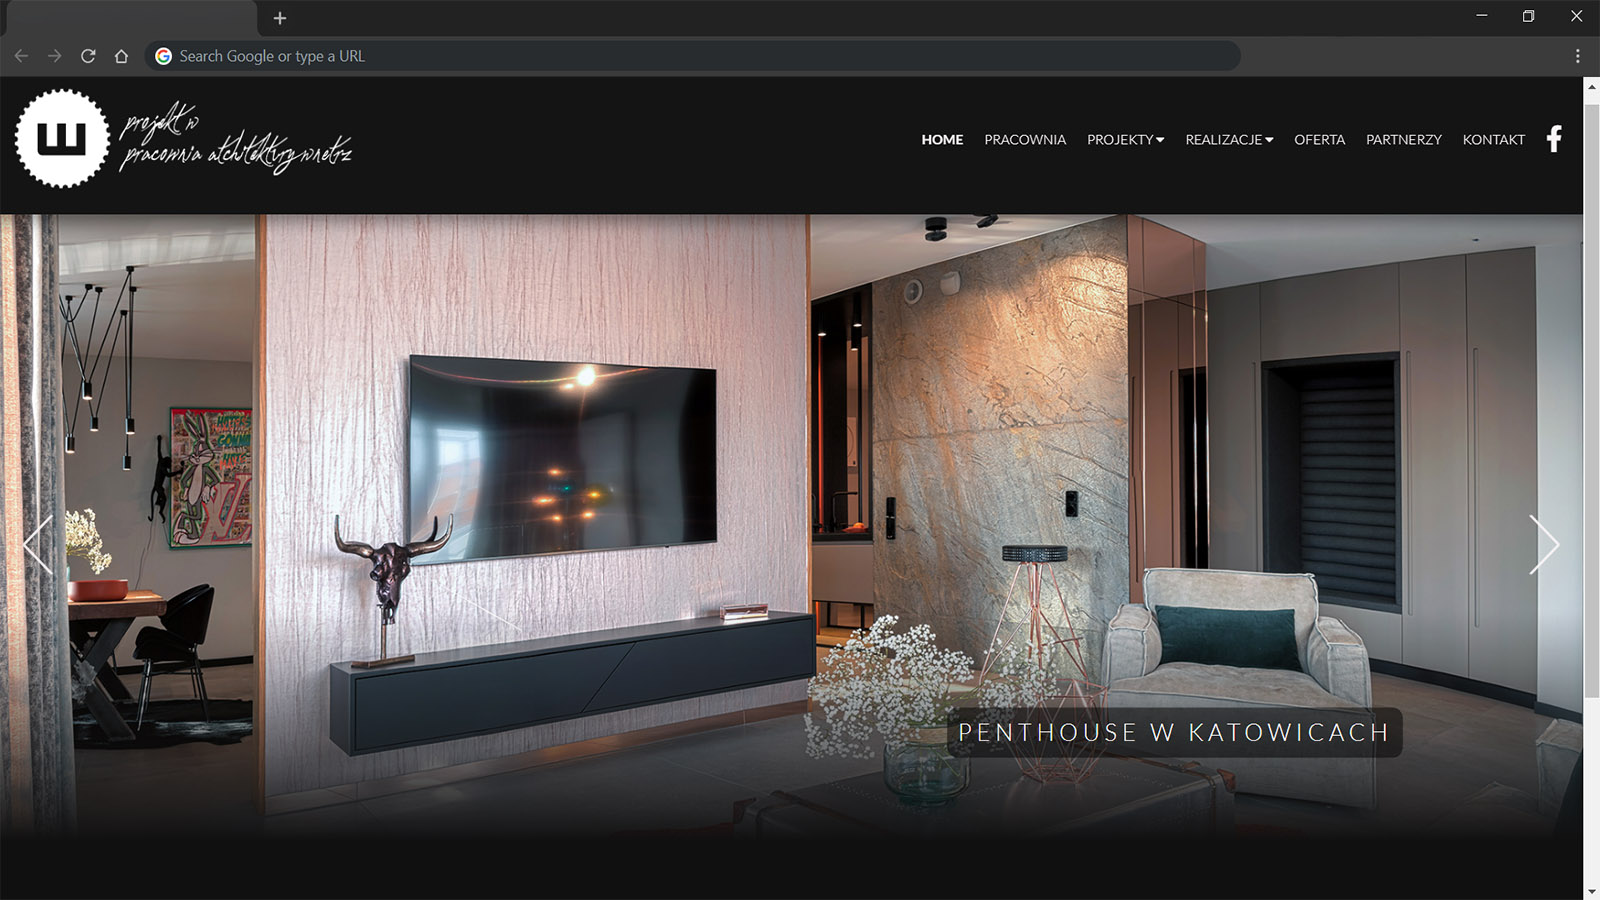 Search Google or type a URL
W
projekt w
pracownia architektury wnętrz
HOME PRACOWNIA PROJEKTY REALIZACJE OFERTA PARTNERZY KONTAKT
PENTHOUSE W KATOWICACH